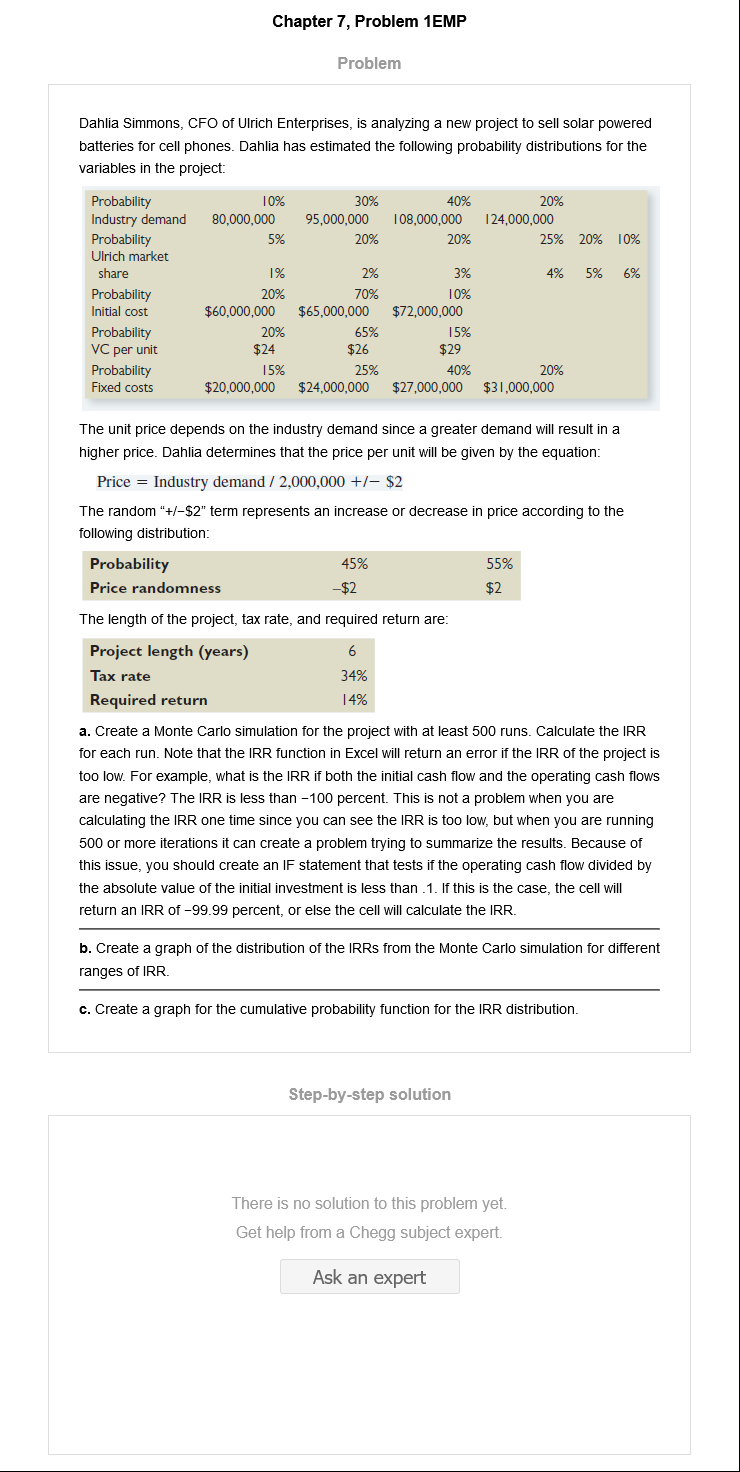 Chapter 7, Problem 1EMP
Problem
Dahlia Simmons, CFO of Ulrich Enterprises, is analyzing a new project to sell solar powered
batteries for cell phones. Dahlia has estimated the following probability distributions for the
variables in the project:
Probability 10% 30% 40% 20%
Industry demand 80,000,000 95,000,000 108,000,000 124,000,000
Probability 5% 20% 20% 25% 20% 10%
Ulrich market
share 1% 2% 3% 4% 5% 6%
Probability 20% 70% 10%
Initial cost $60,000,000 $65,000,000 $72,000,000
Probability 20% 65% 15%
VC per unit $24 $26 $29
Probability 15% 25% 40% 20%
Fixed costs $20,000,000 $24,000,000 $27,000,000 $31,000,000
The unit price depends on the industry demand since a greater demand will result in a
higher price. Dahlia determines that the price per unit will be given by the equation:
Price = Industry demand / 2,000,000 +/− $2
The random “+/−$2” term represents an increase or decrease in price according to the
following distribution:
Probability 45% 55%
Price randomness −$2 $2
The length of the project, tax rate, and required return are:
Project length (years) 6
Tax rate 34%
Required return 14%
a. Create a Monte Carlo simulation for the project with at least 500 runs. Calculate the IRR
for each run. Note that the IRR function in Excel will return an error if the IRR of the project is
too low. For example, what is the IRR if both the initial cash flow and the operating cash flows
are negative? The IRR is less than −100 percent. This is not a problem when you are
calculating the IRR one time since you can see the IRR is too low, but when you are running
500 or more iterations it can create a problem trying to summarize the results. Because of
this issue, you should create an IF statement that tests if the operating cash flow divided by
the absolute value of the initial investment is less than .1. If this is the case, the cell will
return an IRR of −99.99 percent, or else the cell will calculate the IRR.
b. Create a graph of the distribution of the IRRs from the Monte Carlo simulation for different
ranges of IRR.
c. Create a graph for the cumulative probability function for the IRR distribution.
Step-by-step solution
There is no solution to this problem yet.
Get help from a Chegg subject expert.
Ask an expert